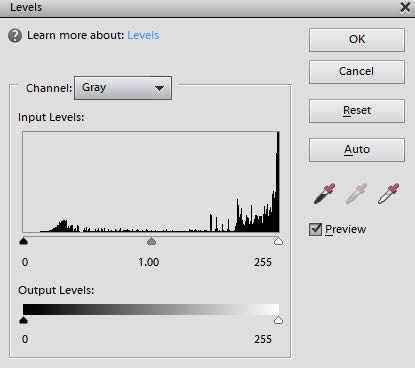 Levels
Learn more about: Levels
OK
Cancel
Channel: Gray
Reset
Input Levels:
Auto
Preview
0 1.00 255
Output Levels:
0 255